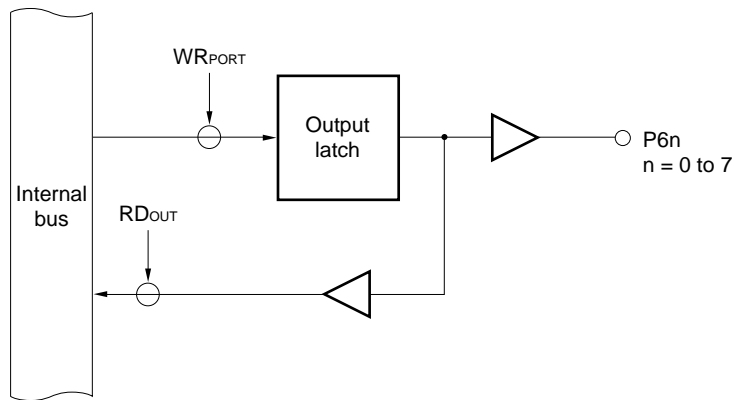 WRPORT
Output
latch
P6n
n = 0 to 7
Internal
bus
RDOUT